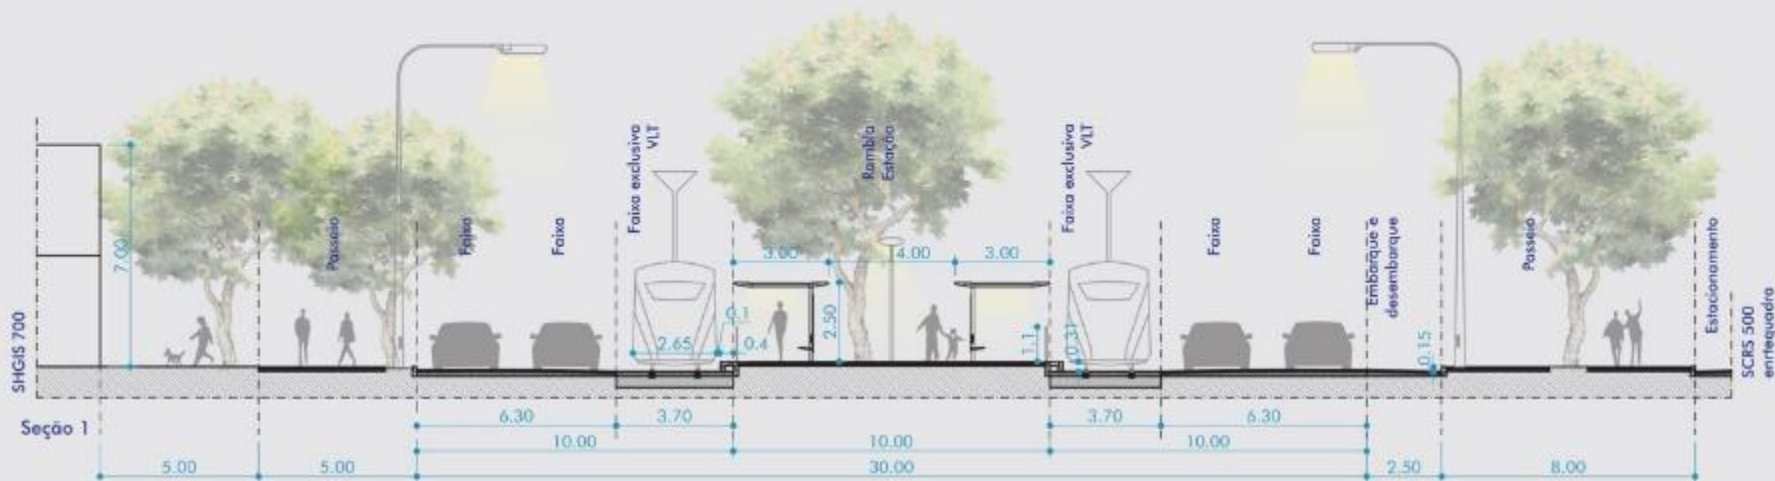 SHGIS 700
7.00
Passeio
Faixa
Faixa
Faixa exclusiva
VLT
2.65
0.1
0.4
3.00
4.00
3.00
2.50
Rambla
Estação
1.1
0.31
Faixa exclusiva
VLT
Faixa
Faixa
Embarque e
desembarque
0.15
Passeio
Estacionamento
SCRS 500
enrtequadra
Seção 1
6.30
3.70
3.70
6.30
10.00
10.00
10.00
5.00
5.00
30.00
2.50
8.00